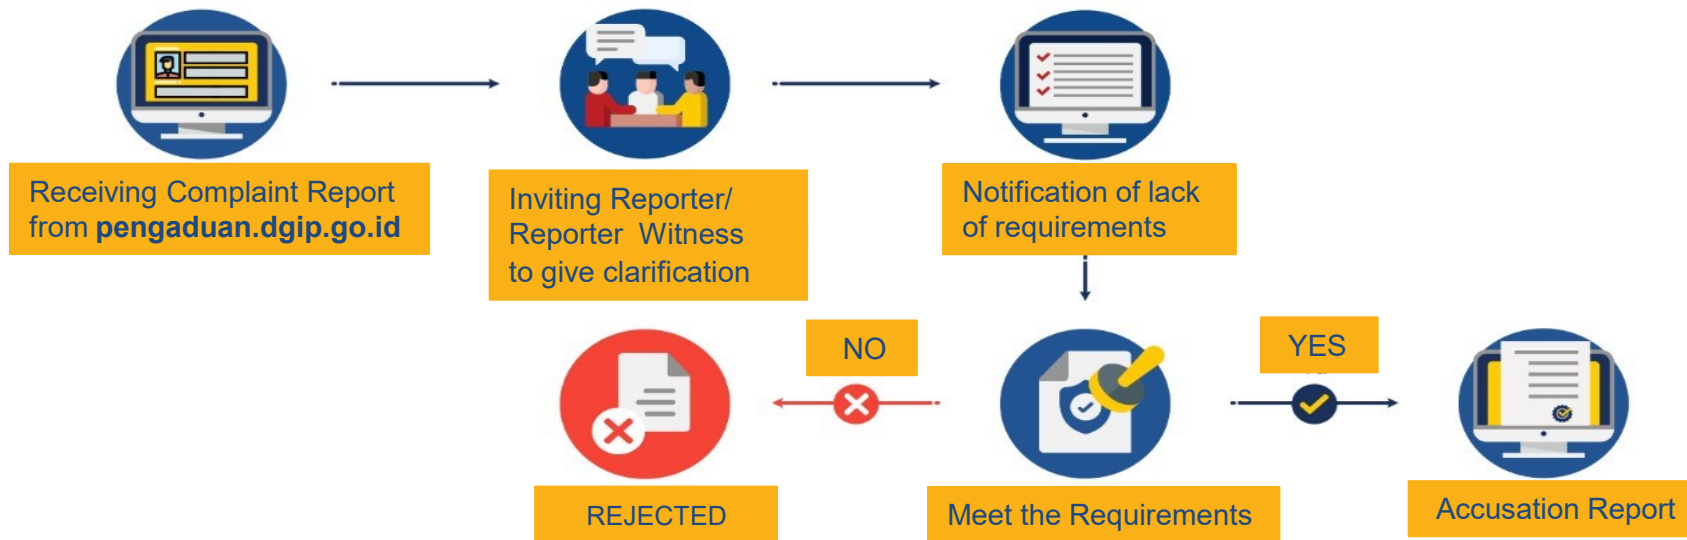 Receiving Complaint Report
from pengaduan.dgip.go.id
Inviting Reporter/
Reporter Witness
to give clarification
Notification of lack
of requirements
NO
YES
REJECTED
Meet the Requirements
Accusation Report